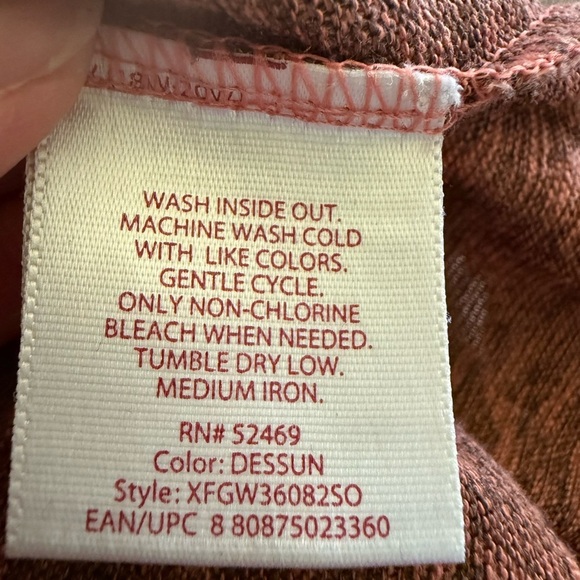 WASH INSIDE OUT.
MACHINE WASH COLD
WITH LIKE COLORS.
GENTLE CYCLE.
ONLY NON-CHLORINE
BLEACH WHEN NEEDED.
TUMBLE DRY LOW.
MEDIUM IRON.
RN# 52469
Color: DESSUN
Style: XFGW36082SO
EAN/UPC 8 80875023360